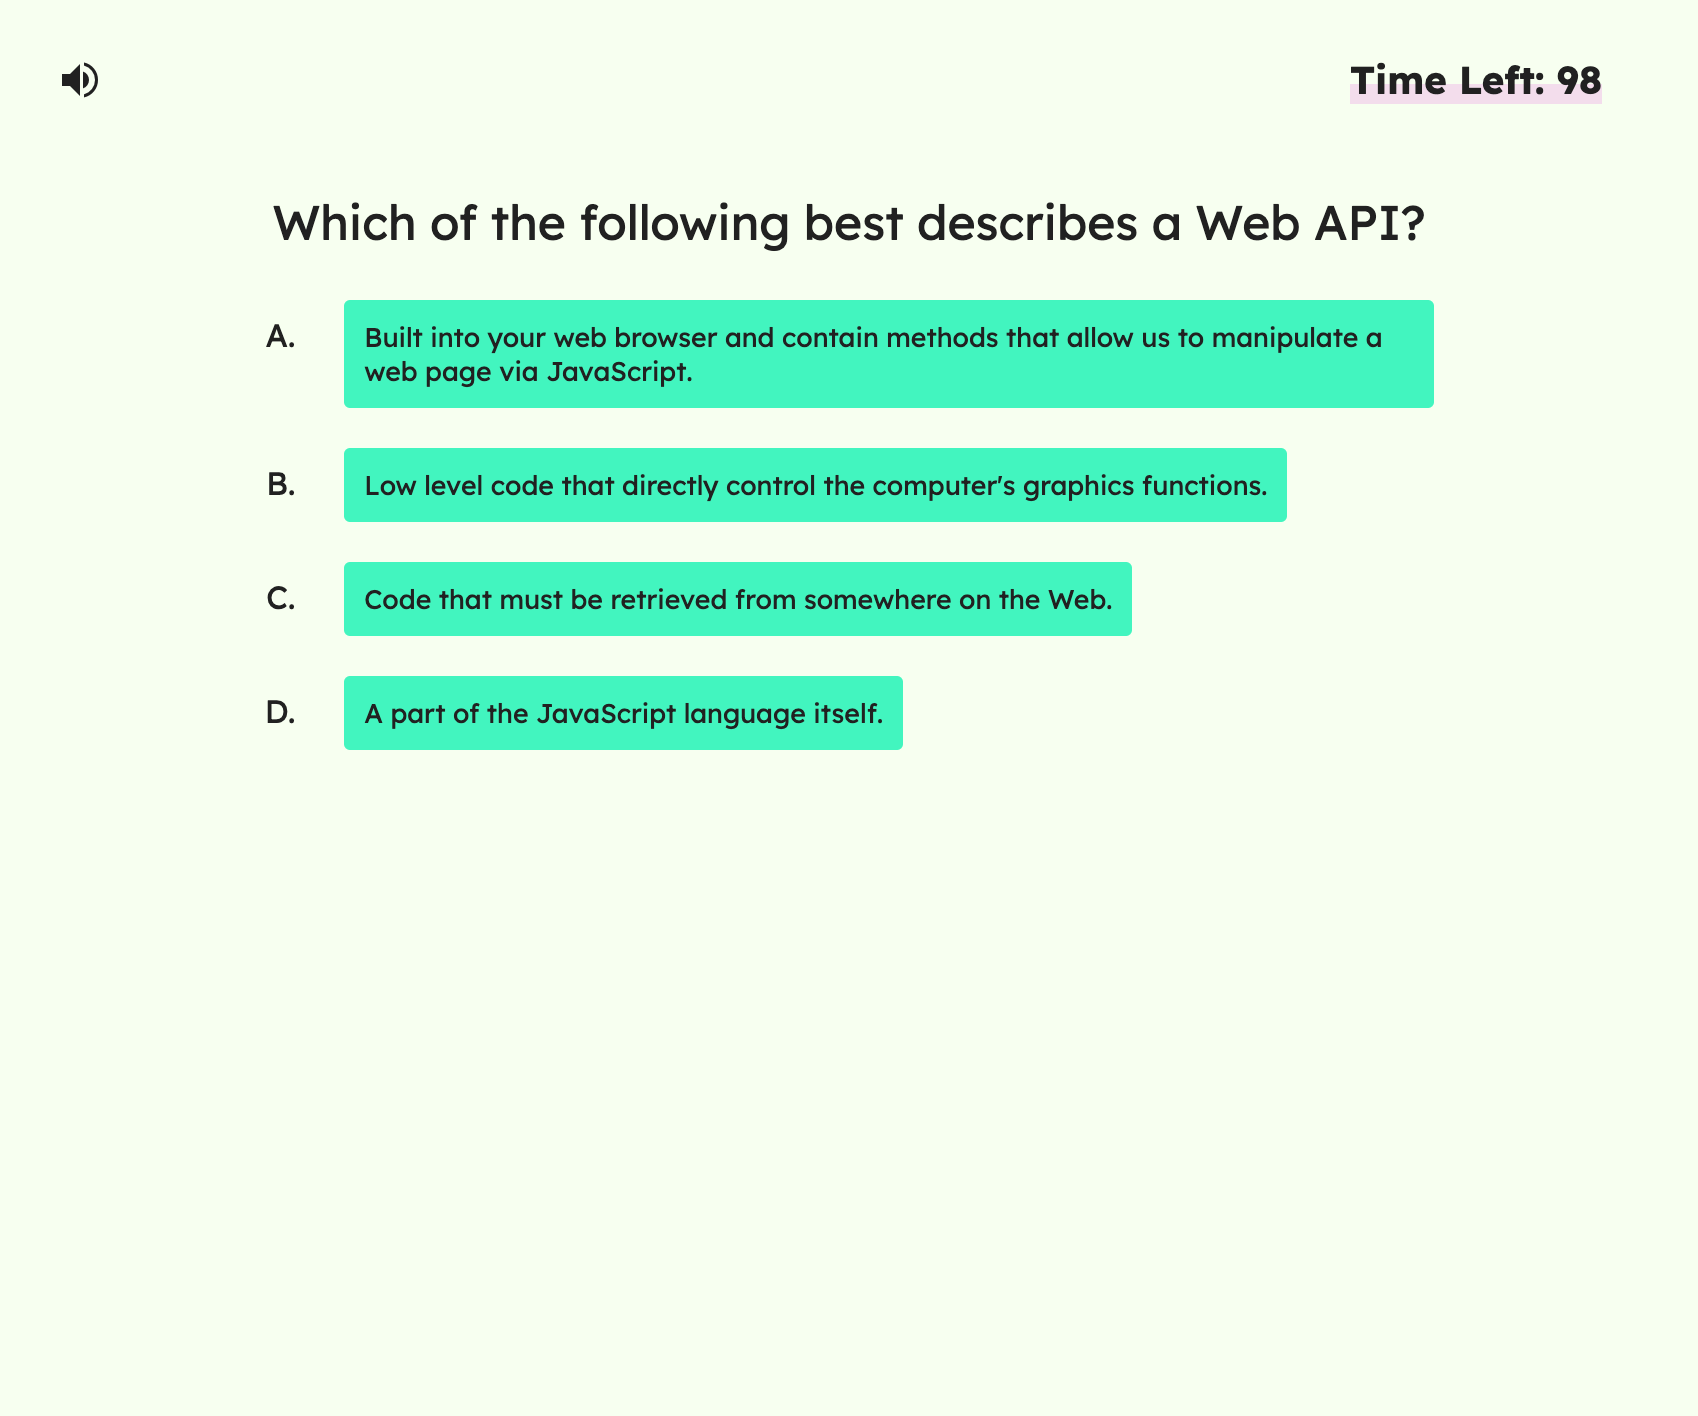 Time Left: 98
Which of the following best describes a Web API?
A.
Built into your web browser and contain methods that allow us to manipulate a
web page via JavaScript.
B.
Low level code that directly control the computer's graphics functions.
C.
Code that must be retrieved from somewhere on the Web.
D.
A part of the JavaScript language itself.